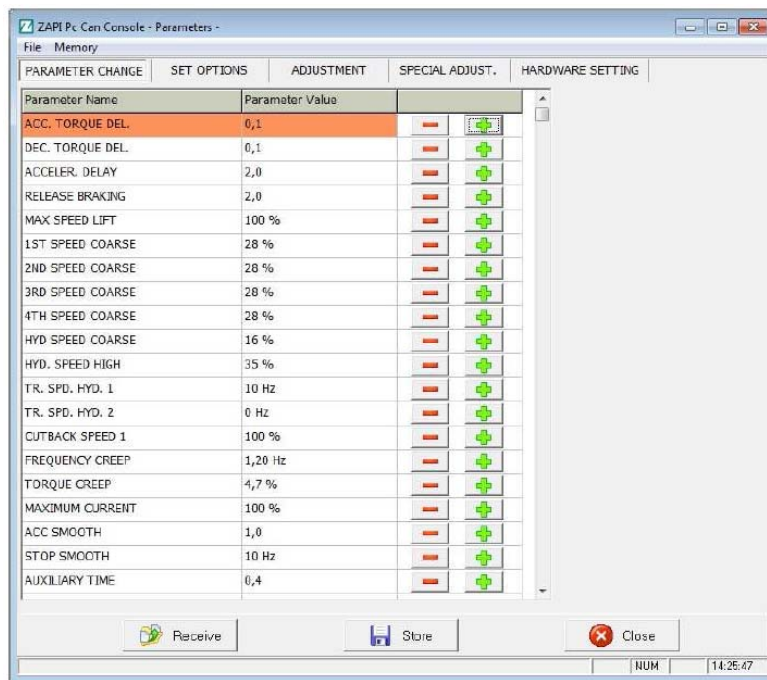 ZAPI Pc Can Console - Parameters -
File Memory
PARAMETER CHANGE SET OPTIONS ADJUSTMENT SPECIAL ADJUST. HARDWARE SETTING
Parameter Name Parameter Value
ACC. TORQUE DEL. 0,1
DEC. TORQUE DEL. 0,1
ACCELER. DELAY 2,0
RELEASE BRAKING 2,0
MAX SPEED LIFT 100 %
1ST SPEED COARSE 28 %
2ND SPEED COARSE 28 %
3RD SPEED COARSE 28 %
4TH SPEED COARSE 28 %
HYD SPEED COARSE 16 %
HYD. SPEED HIGH 35 %
TR. SPD. HYD. 1 10 Hz
TR. SPD. HYD. 2 0 Hz
CUTBACK SPEED 1 100 %
FREQUENCY CREEP 1,20 Hz
TORQUE CREEP 4,7 %
MAXIMUM CURRENT 100 %
ACC SMOOTH 1,0
STOP SMOOTH 10 Hz
AUXILIARY TIME 0,4
Receive Store Close
NUM 14:25:47